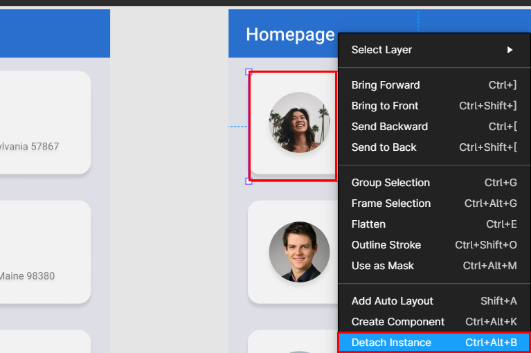 Homepage
ylvania 57867
Maine 98380
Select Layer
Bring Forward Ctrl+]
Bring to Front Ctrl+Shift+]
Send Backward Ctrl+[
Send to Back Ctrl+Shift+[
Group Selection Ctrl+G
Frame Selection Ctrl+Alt+G
Flatten Ctrl+E
Outline Stroke Ctrl+Shift+O
Use as Mask Ctrl+Alt+M
Add Auto Layout Shift+A
Create Component Ctrl+Alt+K
Detach Instance Ctrl+Alt+B